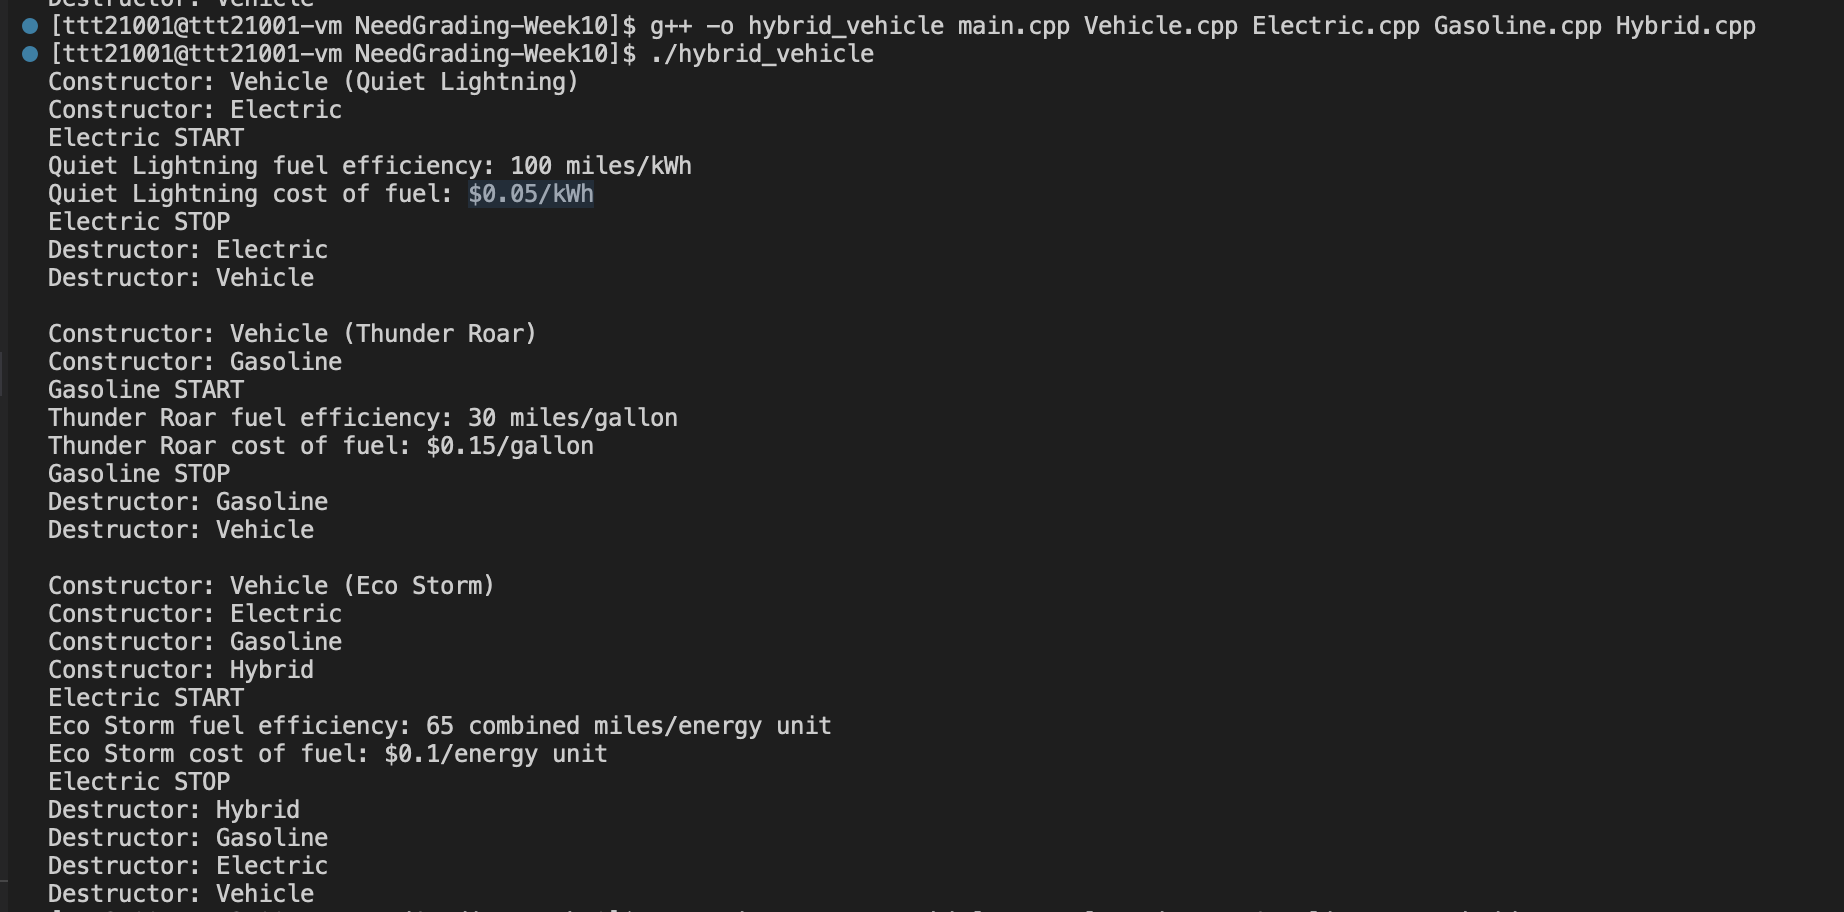 Destructor: Vehicle
[ttt21001@ttt21001-vm NeedGrading-Week10]$ g++ -o hybrid_vehicle main.cpp Vehicle.cpp Electric.cpp Gasoline.cpp Hybrid.cpp
[ttt21001@ttt21001-vm NeedGrading-Week10]$ ./hybrid_vehicle
Constructor: Vehicle (Quiet Lightning)
Constructor: Electric
Electric START
Quiet Lightning fuel efficiency: 100 miles/kWh
Quiet Lightning cost of fuel: $0.05/kWh
Electric STOP
Destructor: Electric
Destructor: Vehicle
Constructor: Vehicle (Thunder Roar)
Constructor: Gasoline
Gasoline START
Thunder Roar fuel efficiency: 30 miles/gallon
Thunder Roar cost of fuel: $0.15/gallon
Gasoline STOP
Destructor: Gasoline
Destructor: Vehicle
Constructor: Vehicle (Eco Storm)
Constructor: Electric
Constructor: Gasoline
Constructor: Hybrid
Electric START
Eco Storm fuel efficiency: 65 combined miles/energy unit
Eco Storm cost of fuel: $0.1/energy unit
Electric STOP
Destructor: Hybrid
Destructor: Gasoline
Destructor: Electric
Destructor: Vehicle